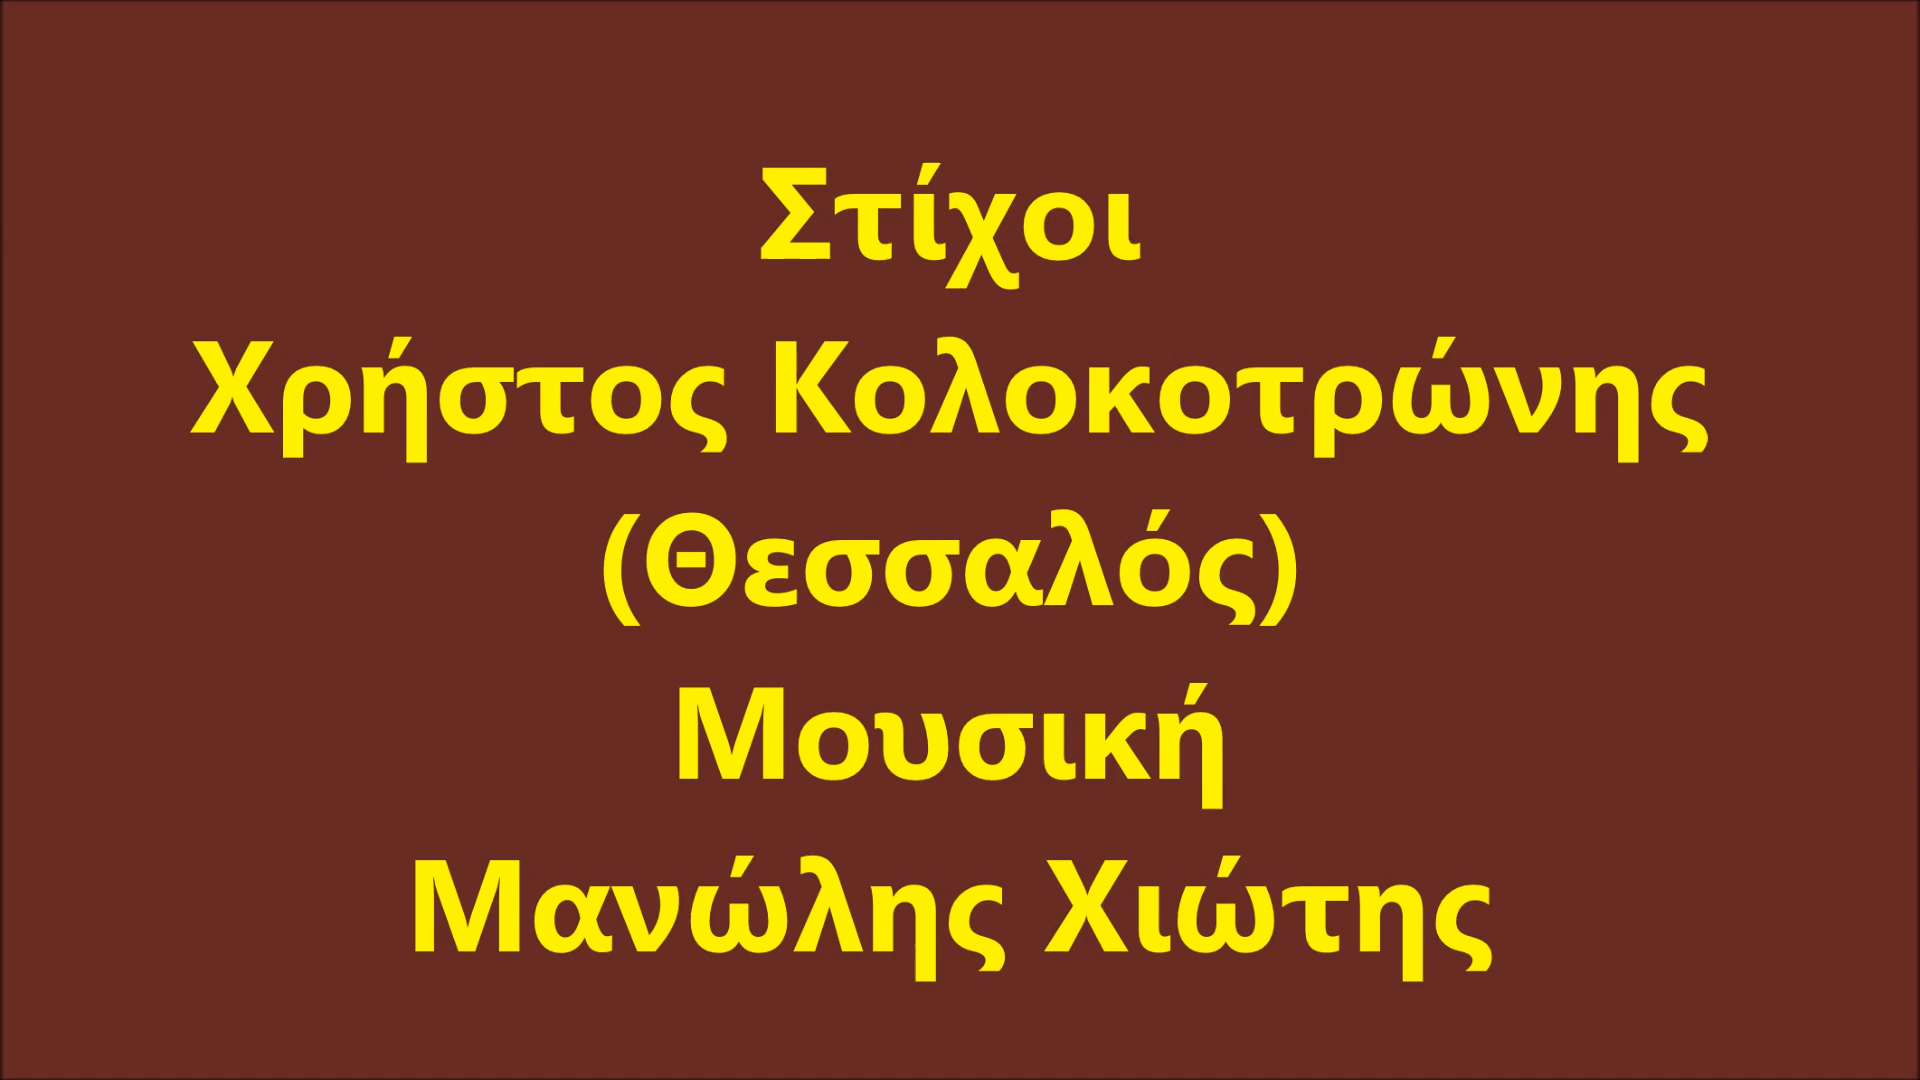 Στίχοι
Χρήστος Κολοκοτρώνης
(Θεσσαλός)
Μουσική
Μανώλης Χιώτης